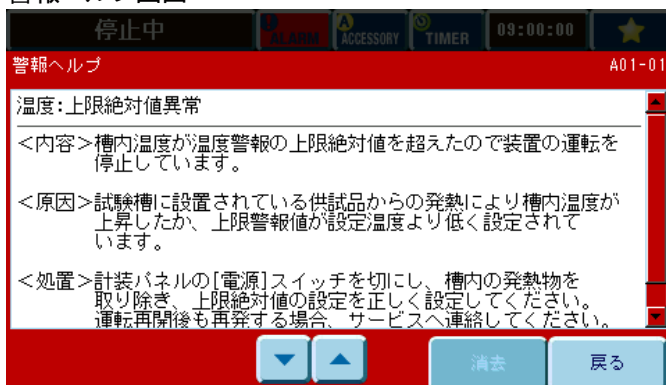 警報ヘルプ画面
停止中
ALARM
ACCESSORY
TIMER
09:00:00
警報ヘルプ
A01-01
温度:上限絶対値異常
<内容>槽内温度が温度警報の上限絶対値を超えたので装置の運転を
停止しています。
<原因>試験槽に設置されている供試品からの発熱により槽内温度が
上昇したか、上限警報値が設定温度より低く設定されて
います。
<処置>計装パネルの[電源]スイッチを切にし、槽内の発熱物を
取り除き、上限絶対値の設定を正しく設定してください。
運転再開後も再発する場合、サービスへ連絡してください。
消去
戻る